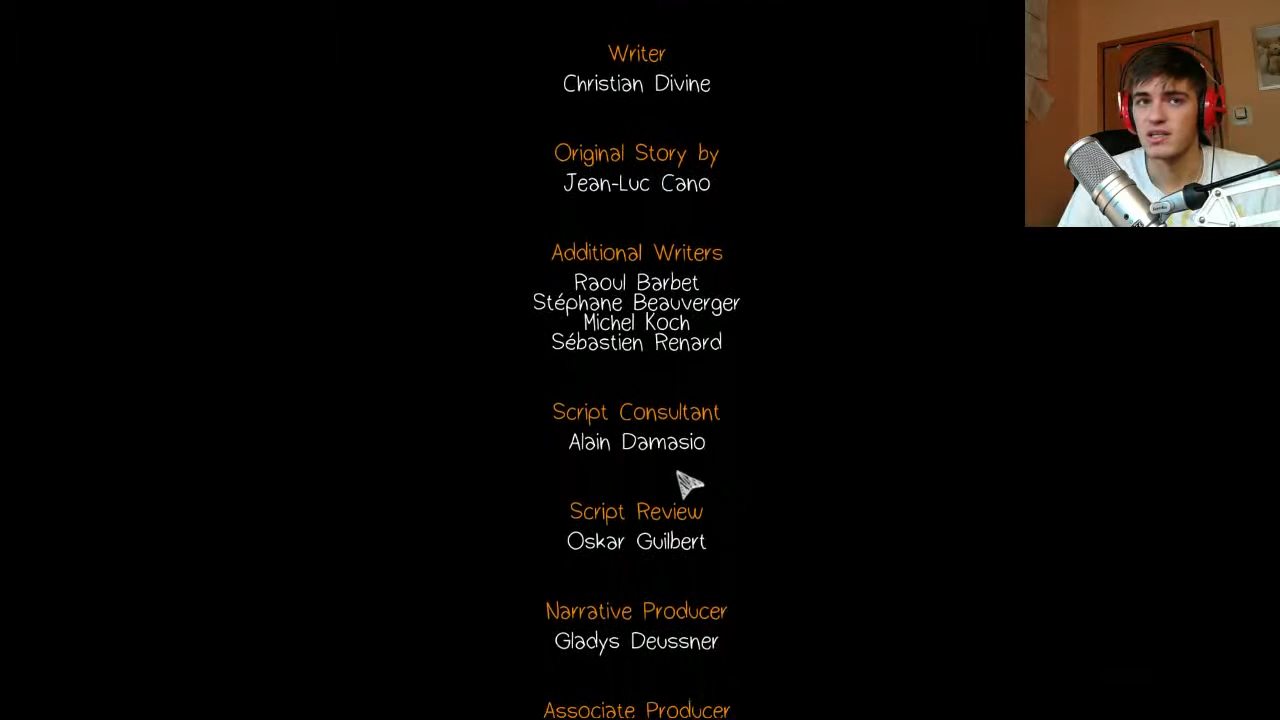 Writer
Christian Divine
Original Story by
Jean-Luc Cano
Additional Writers
Raoul Barbet
Stéphane Beauverger
Michel Koch
Sébastien Renard
Script Consultant
Alain Damasio
Script Review
Oskar Guilbert
Narrative Producer
Gladys Deussner
Associate Producer